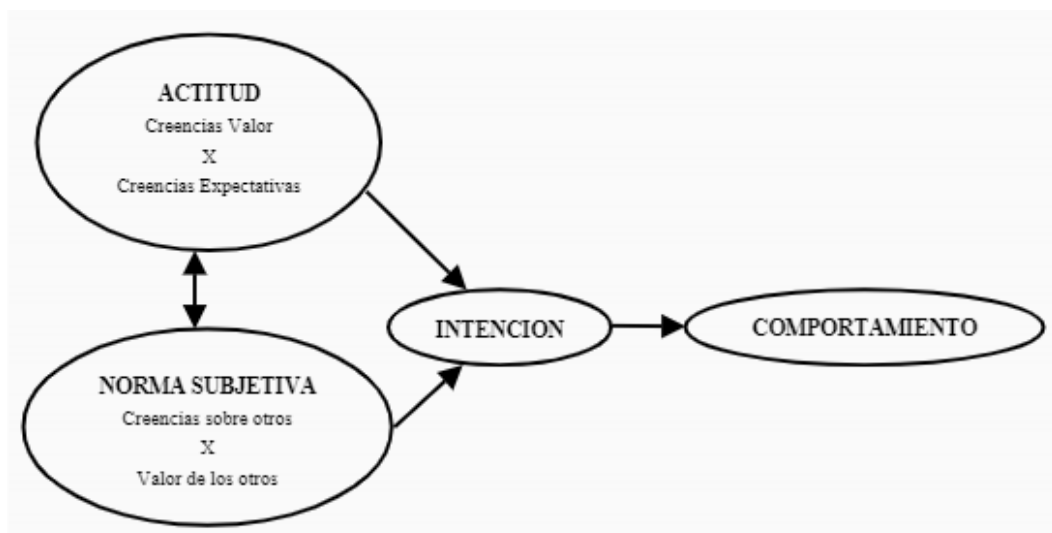 ACTITUD
Creencias Valor
X
Creencias Expectativas
NORMA SUBJETIVA
Creencias sobre otros
X
Valor de los otros
INTENCION
COMPORTAMIENTO